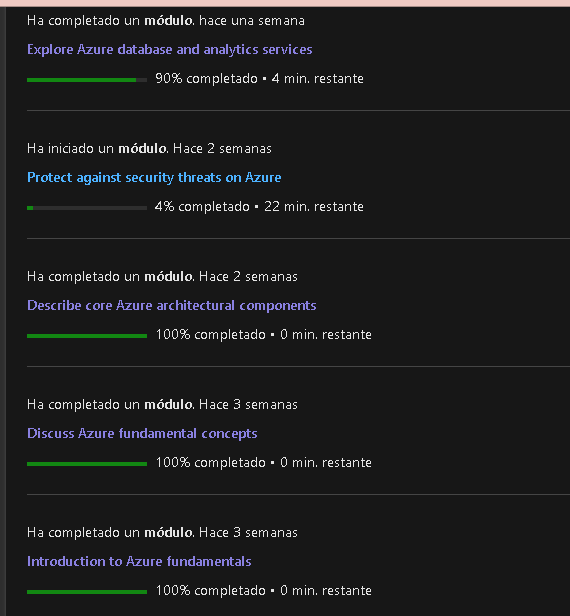 Ha completado un módulo. hace una semana
Explore Azure database and analytics services
90% completado • 4 min. restante
Ha iniciado un módulo. Hace 2 semanas
Protect against security threats on Azure
4% completado • 22 min. restante
Ha completado un módulo. Hace 2 semanas
Describe core Azure architectural components
100% completado • 0 min. restante
Ha completado un módulo. Hace 3 semanas
Discuss Azure fundamental concepts
100% completado • 0 min. restante
Ha completado un módulo. Hace 3 semanas
Introduction to Azure fundamentals
100% completado • 0 min. restante